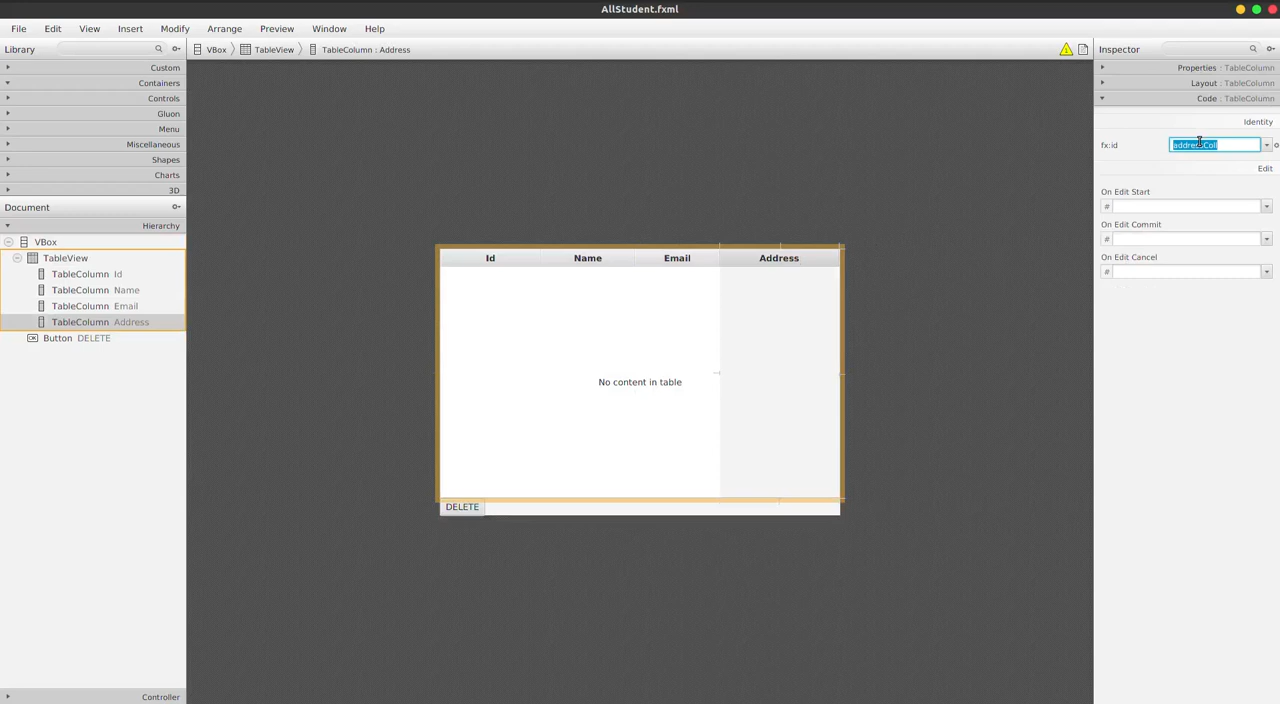 AllStudent.fxml
File Edit View Insert Modify Arrange Preview Window Help
Library
VBox TableView TableColumn : Address
Inspector
Custom
Containers
Controls
Gluon
Menu
Miscellaneous
Shapes
Charts
3D
Document
Hierarchy
VBox
TableView
TableColumn Id
TableColumn Name
TableColumn Email
TableColumn Address
Button DELETE
Controller
Id Name Email Address
No content in table
DELETE
Properties : TableColumn
Layout : TableColumn
Code : TableColumn
Identity
fx:id
Edit
On Edit Start
#
On Edit Commit
#
On Edit Cancel
#